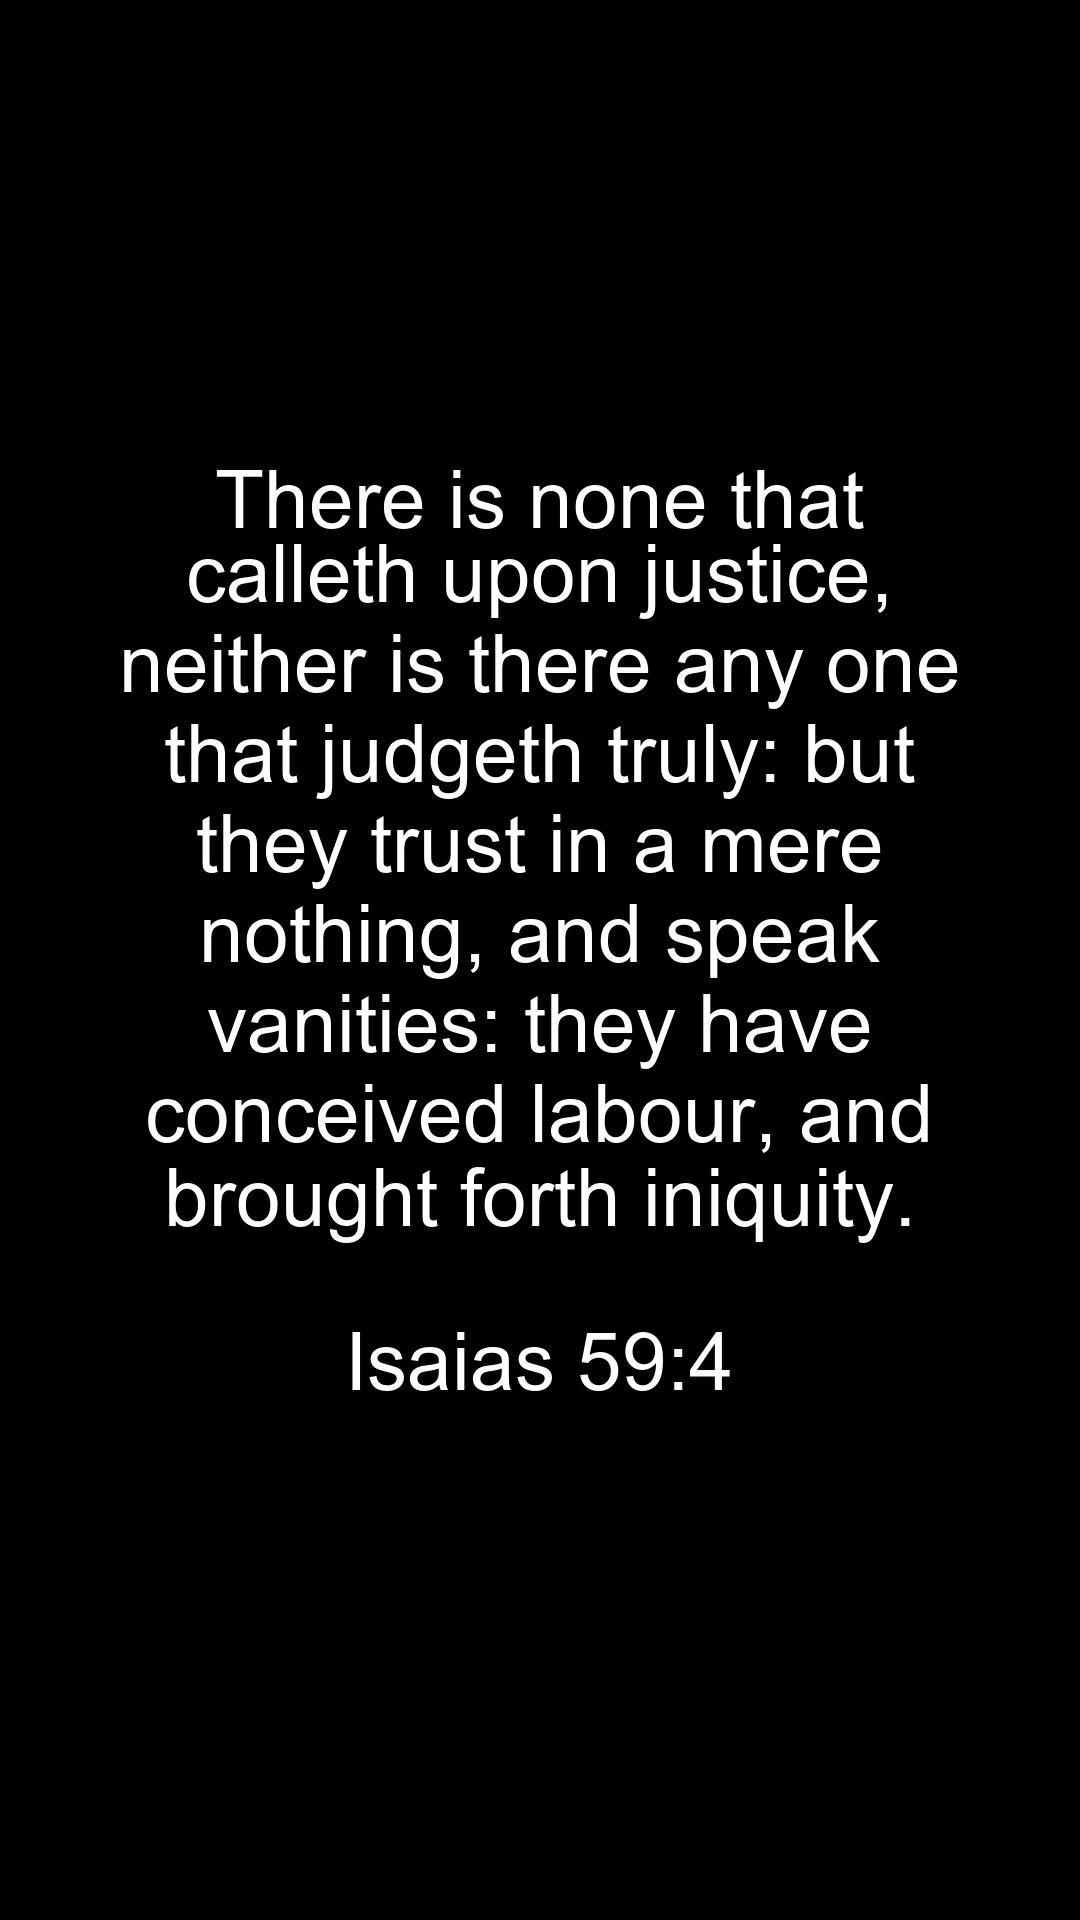 There is none that
calleth upon justice,
neither is there any one
that judgeth truly: but
they trust in a mere
nothing, and speak
vanities: they have
conceived labour, and
brought forth iniquity.
Isaias 59:4